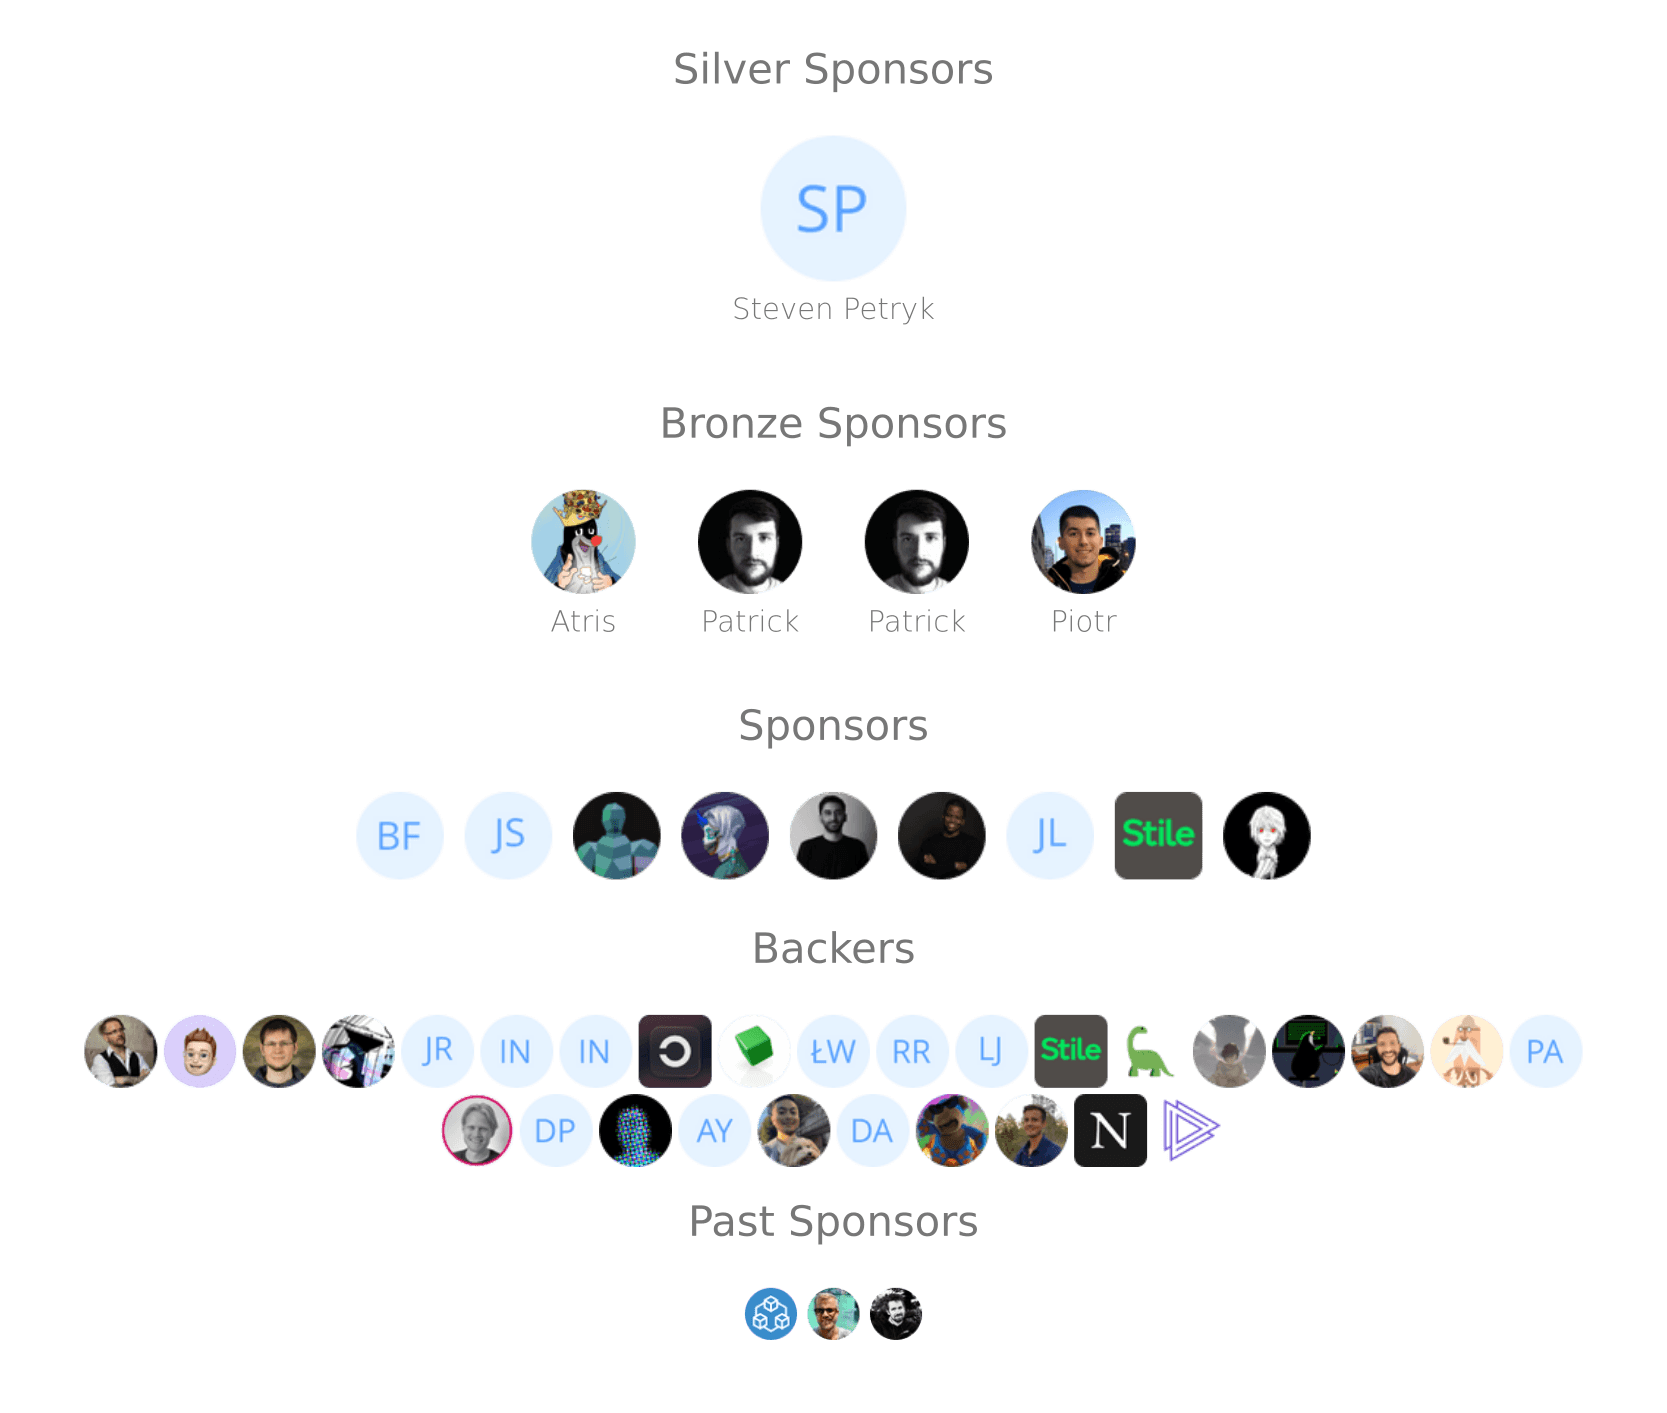 Silver Sponsors
SP
Steven Petryk
Bronze Sponsors
Atris Patrick Patrick Piotr
Sponsors
BF JS JL Stile
Backers
JR IN IN ŁW RR LJ Stile PA
DP AY DA N
Past Sponsors